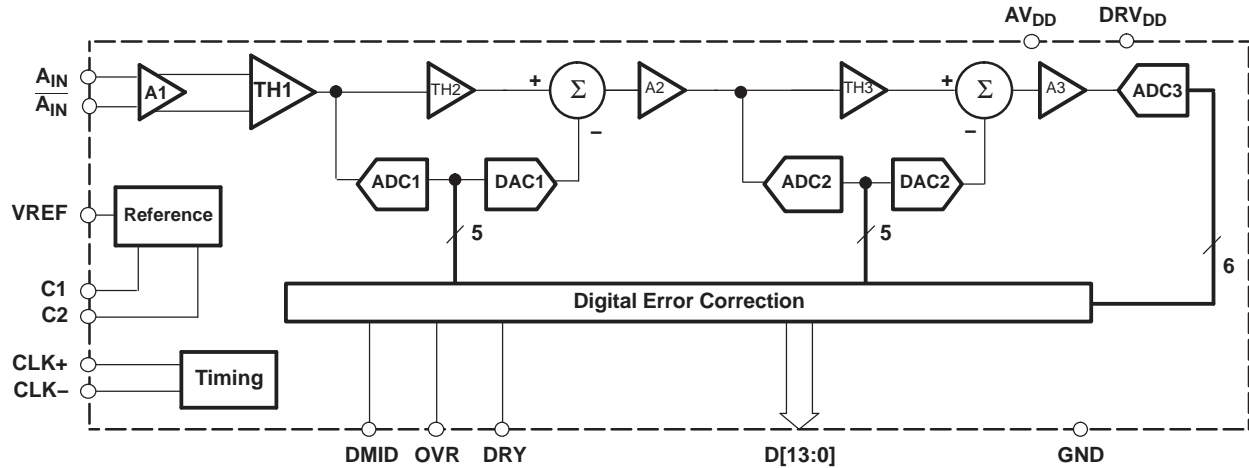 AVDD DRVDD
AIN
AIN
A1
TH1
TH2
+
Σ
−
A2
TH3
+
Σ
−
A3
ADC3
ADC1
DAC1
ADC2
DAC2
VREF
Reference
5
5
6
C1
C2
Digital Error Correction
CLK+
CLK−
Timing
DMID OVR DRY D[13:0] GND